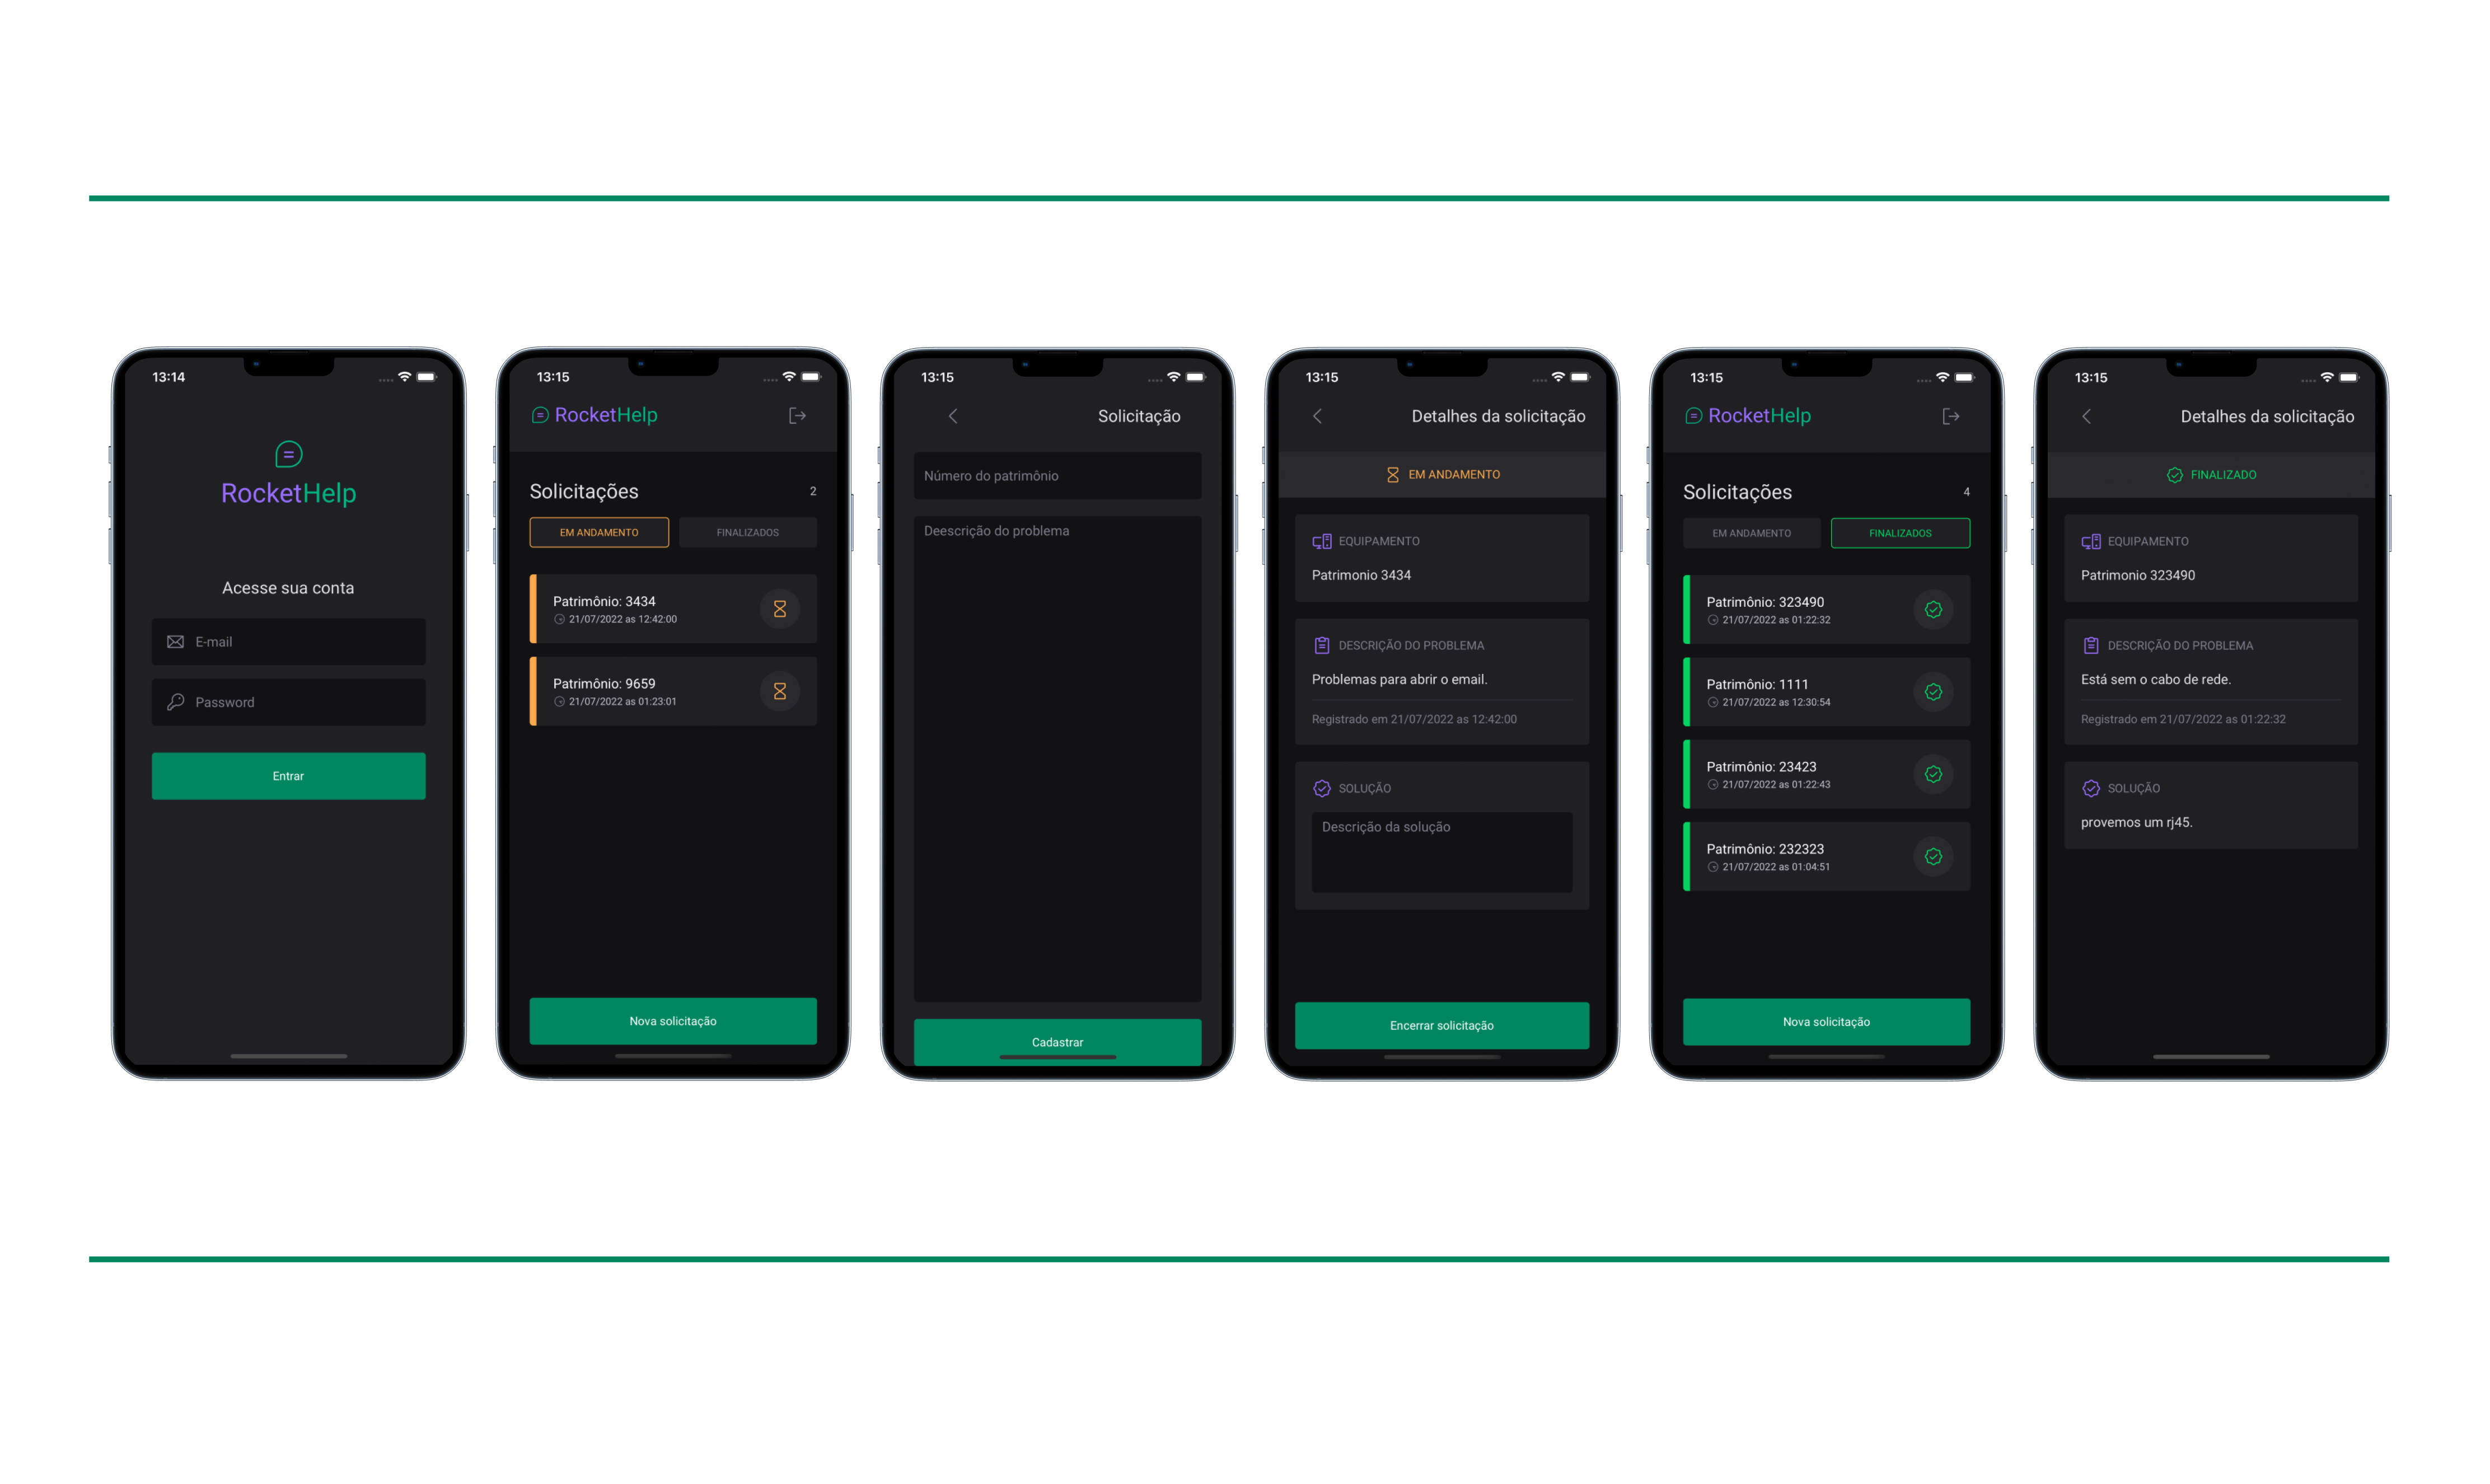 13:14
RocketHelp
Acesse sua conta
E-mail
Password
Entrar
13:15
RocketHelp
Solicitações
2
EM ANDAMENTO
FINALIZADOS
Patrimônio: 3434
21/07/2022 as 12:42:00
Patrimônio: 9659
21/07/2022 as 01:23:01
Nova solicitação
13:15
Solicitação
Número do patrimônio
Deescrição do problema
Cadastrar
13:15
Detalhes da solicitação
EM ANDAMENTO
EQUIPAMENTO
Patrimonio 3434
DESCRIÇÃO DO PROBLEMA
Problemas para abrir o email.
Registrado em 21/07/2022 as 12:42:00
SOLUÇÃO
Descrição da solução
Encerrar solicitação
13:15
RocketHelp
Solicitações
4
EM ANDAMENTO
FINALIZADOS
Patrimônio: 323490
21/07/2022 as 01:22:32
Patrimônio: 1111
21/07/2022 as 12:30:54
Patrimônio: 23423
21/07/2022 as 01:22:43
Patrimônio: 232323
21/07/2022 as 01:04:51
Nova solicitação
13:15
Detalhes da solicitação
FINALIZADO
EQUIPAMENTO
Patrimonio 323490
DESCRIÇÃO DO PROBLEMA
Está sem o cabo de rede.
Registrado em 21/07/2022 as 01:22:32
SOLUÇÃO
provemos um rj45.